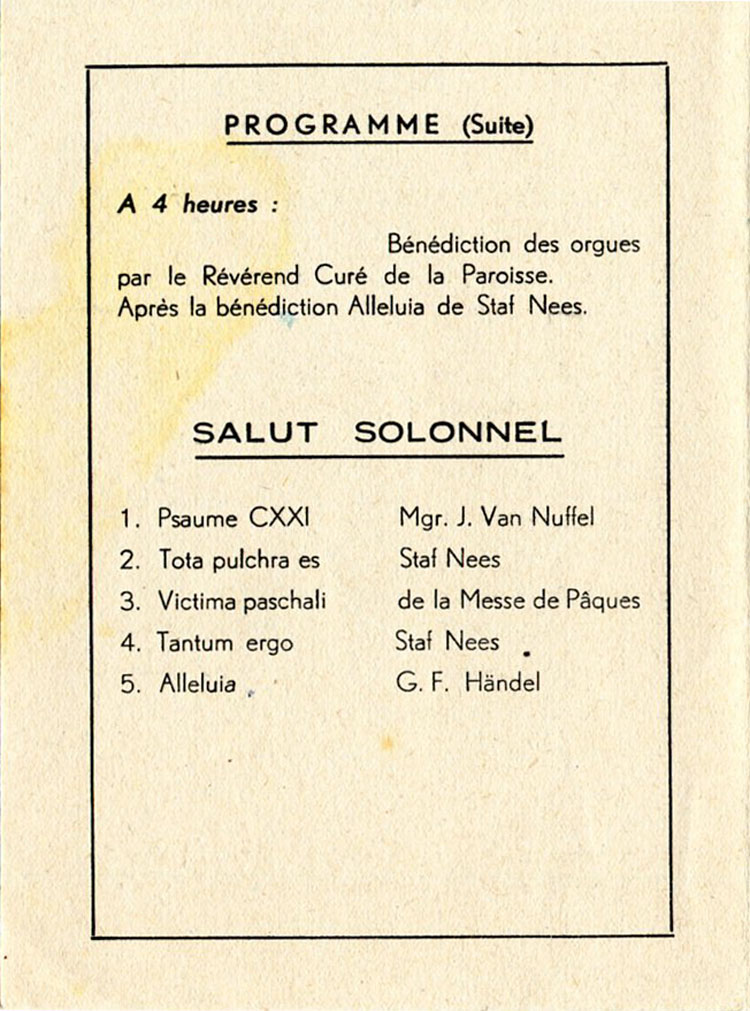 PROGRAMME (Suite)
A 4 heures :
Bénédiction des orgues
par le Révérend Curé de la Paroisse.
Après la bénédiction Alleluia de Staf Nees.
SALUT SOLONNEL
1. Psaume CXXI Mgr. J. Van Nuffel
2. Tota pulchra es Staf Nees
3. Victima paschali de la Messe de Pâques
4. Tantum ergo Staf Nees
5. Alleluia G. F. Händel